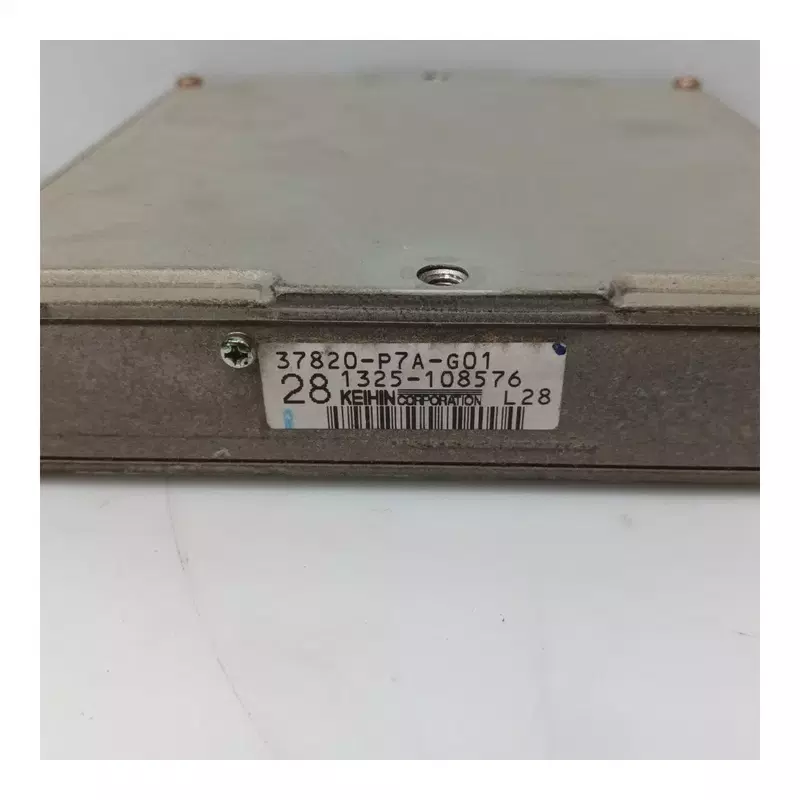 37820-P7A-G01
28 1325-108576
KEIHIN CORPORATION L28